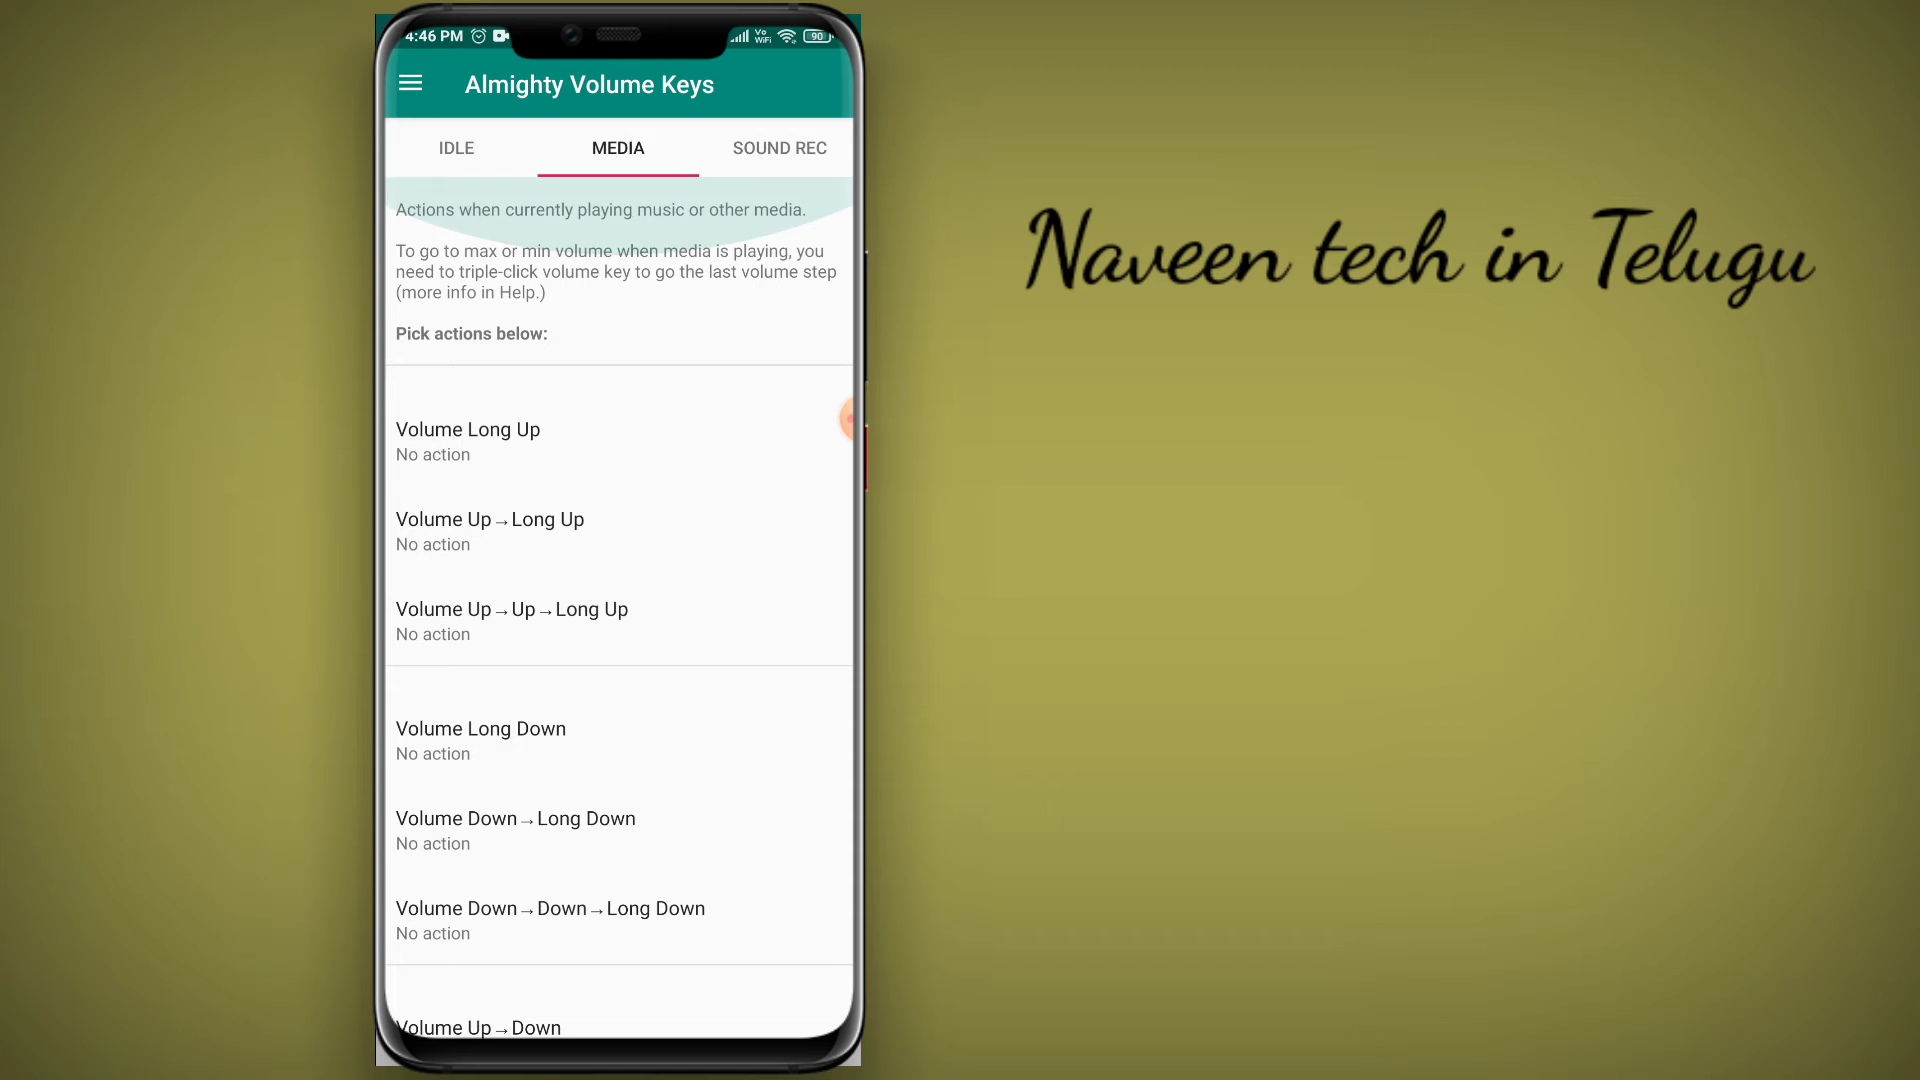 4:46 PM
Vo
WiFi
90
Almighty Volume Keys
IDLE
MEDIA
SOUND REC
Actions when currently playing music or other media.
To go to max or min volume when media is playing, you
need to triple-click volume key to go the last volume step
(more info in Help.)
Pick actions below:
Volume Long Up
No action
Volume Up→Long Up
No action
Volume Up→Up→Long Up
No action
Volume Long Down
No action
Volume Down→Long Down
No action
Volume Down→Down→Long Down
No action
Volume Up→Down
Naveen tech in Telugu